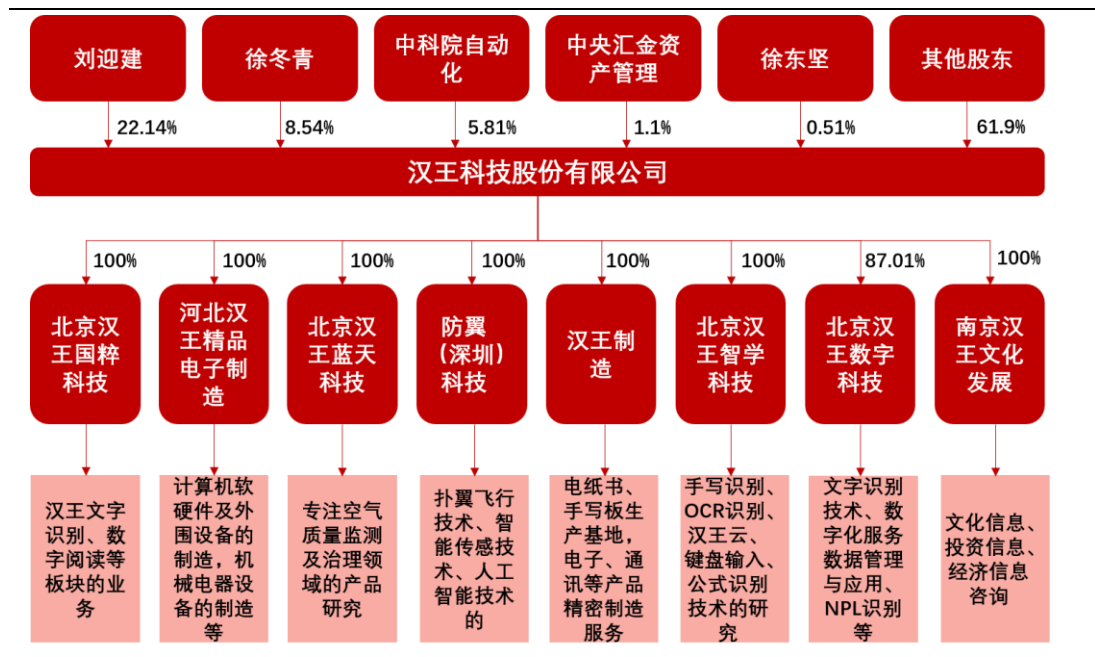 刘迎建
徐冬青
中科院自动
化
中央汇金资
产管理
徐东坚
其他股东
22.14%
8.54%
5.81%
1.1%
0.51%
61.9%
汉王科技股份有限公司
100%
100%
100%
100%
100%
100%
87.01%
100%
北京汉
王国粹
科技
河北汉
王精品
电子制
造
北京汉
王蓝天
科技
防翼
（深圳）
科技
汉王制
造
北京汉
王智学
科技
北京汉
王数字
科技
南京汉
王文化
发展
汉王文字
识别、数
字阅读等
板块的业
务
计算机软
硬件及外
围设备的
制造，机
械电器设
备的制造
等
专注空气
质量监测
及治理领
域的产品
研究
扑翼飞行
技术、智
能传感技
术、人工
智能技术
的
电纸书、
手写板生
产基地，
电子、通
讯等产品
精密制造
服务
手写识别、
OCR识别、
汉王云、
键盘输入、
公式识别
技术的研
究
文字识别
技术、数
字化服务
数据管理
与应用、
NPL识别
等
文化信息、
投资信息、
经济信息
咨询